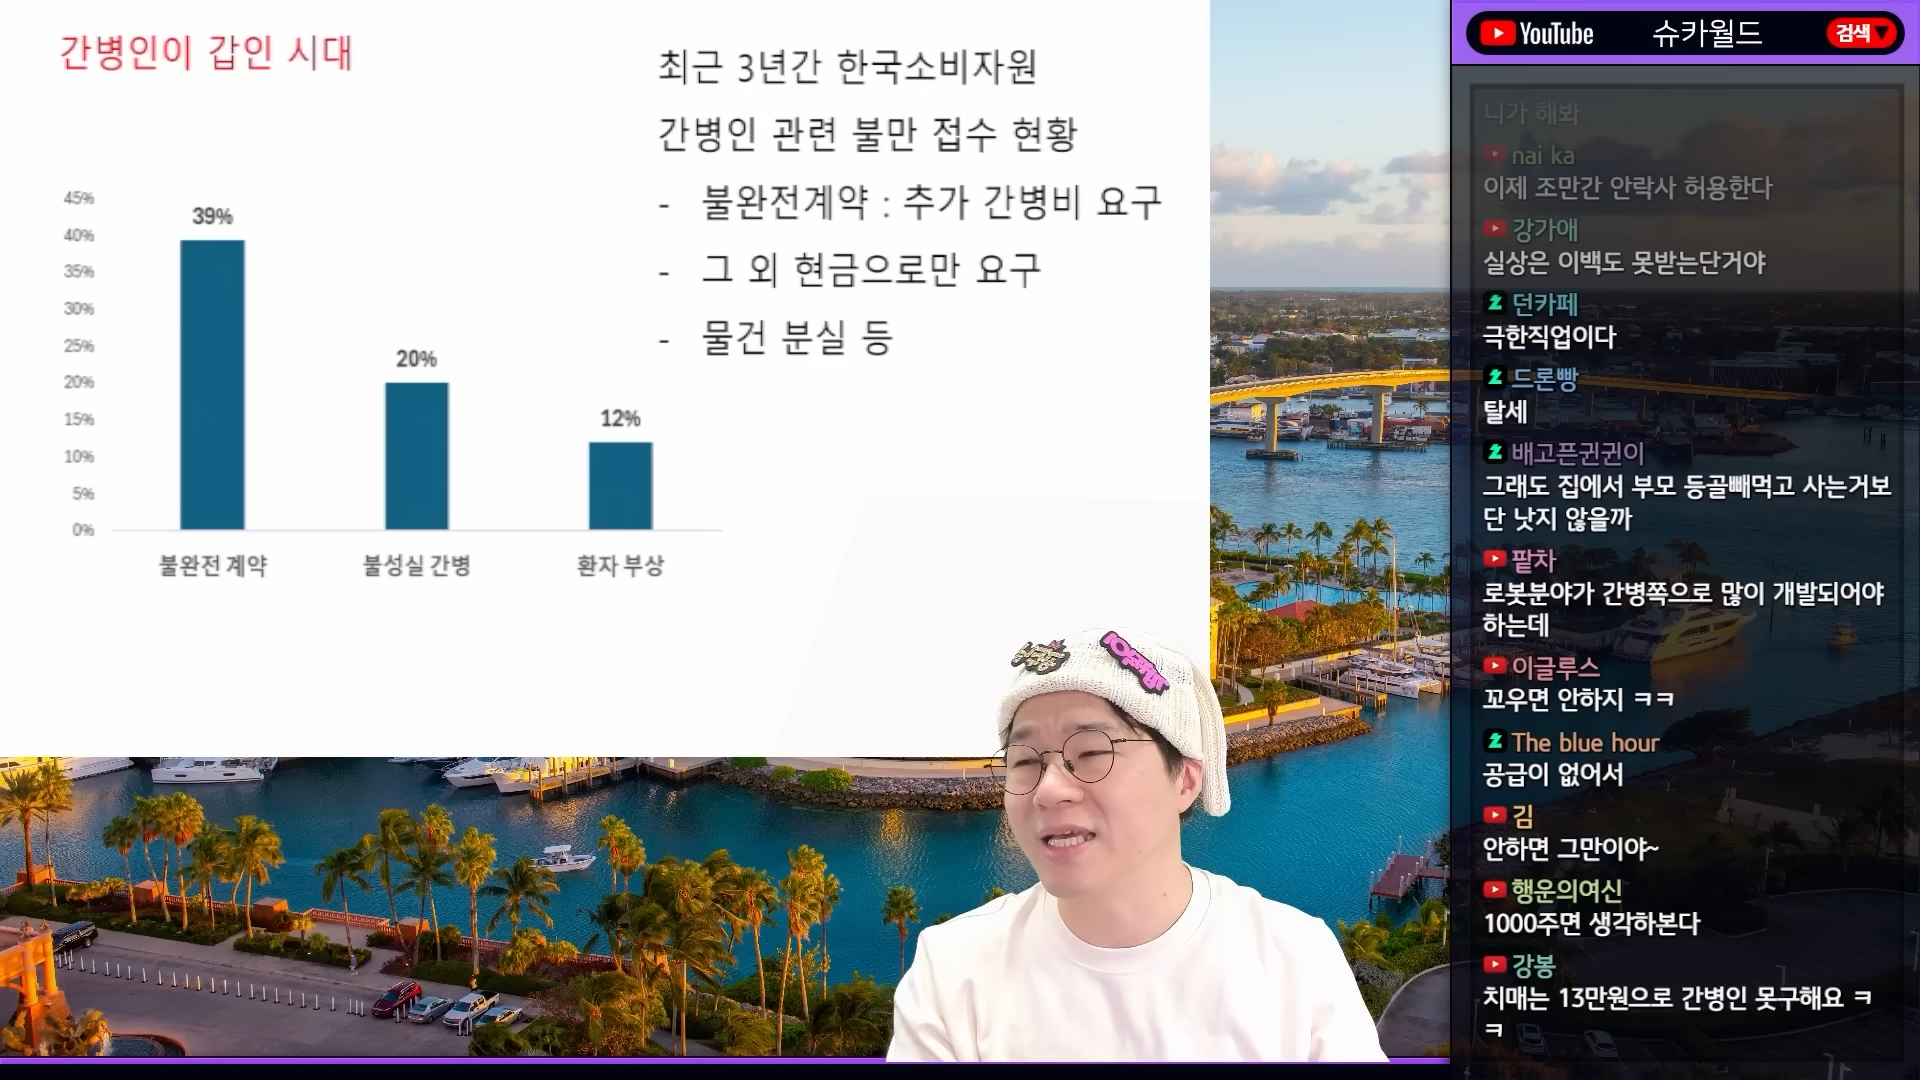 간병인이 갑인 시대
최근 3년간 한국소비자원
간병인 관련 불만 접수 현황
- 불완전계약 : 추가 간병비 요구
- 그 외 현금으로만 요구
- 물건 분실 등
45%
40%
35%
30%
25%
20%
15%
10%
5%
0%
39%
20%
12%
불완전 계약
불성실 간병
환자 부상
YouTube
슈카월드
검색▼
니가 해봐
nai ka
이제 조만간 안락사 허용한다
강가애
실상은 이백도 못받는단거야
던카페
극한직업이다
드론빵
탈세
배고픈귄귄이
그래도 집에서 부모 등골빼먹고 사는거보
단 낫지 않을까
팥차
로봇분야가 간병쪽으로 많이 개발되어야
하는데
이글루스
꼬우면 안하지 ㅋㅋ
The blue hour
공급이 없어서
김
안하면 그만이야~
행운의여신
1000주면 생각하본다
강봉
치매는 13만원으로 간병인 못구해요 ㅋ
ㅋ